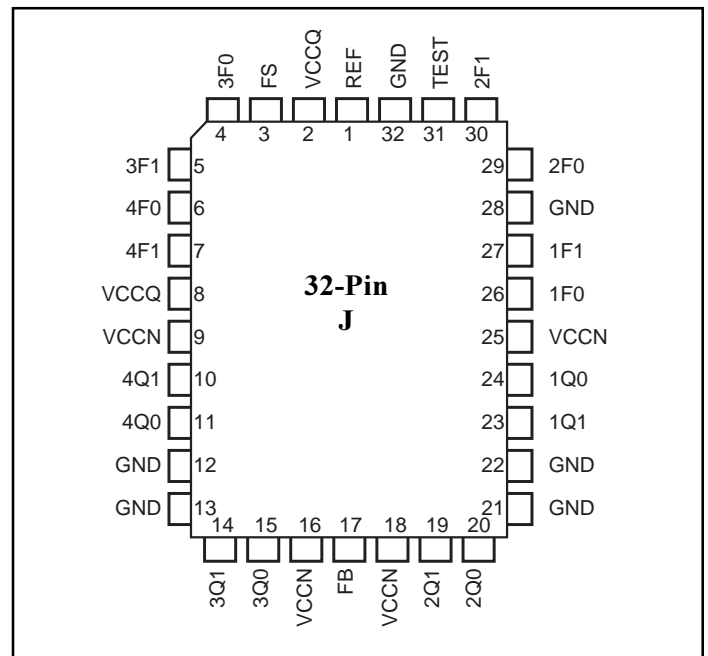 3F0 FS VCCQ REF GND TEST 2F1
4 3 2 1 32 31 30
3F1 5 29 2F0
4F0 6 28 GND
4F1 7 27 1F1
VCCQ 8 32-Pin 26 1F0
VCCN 9 J 25 VCCN
4Q1 10 24 1Q0
4Q0 11 23 1Q1
GND 12 22 GND
GND 13 21 GND
14 15 16 17 18 19 20
3Q1 3Q0 VCCN FB VCCN 2Q1 2Q0